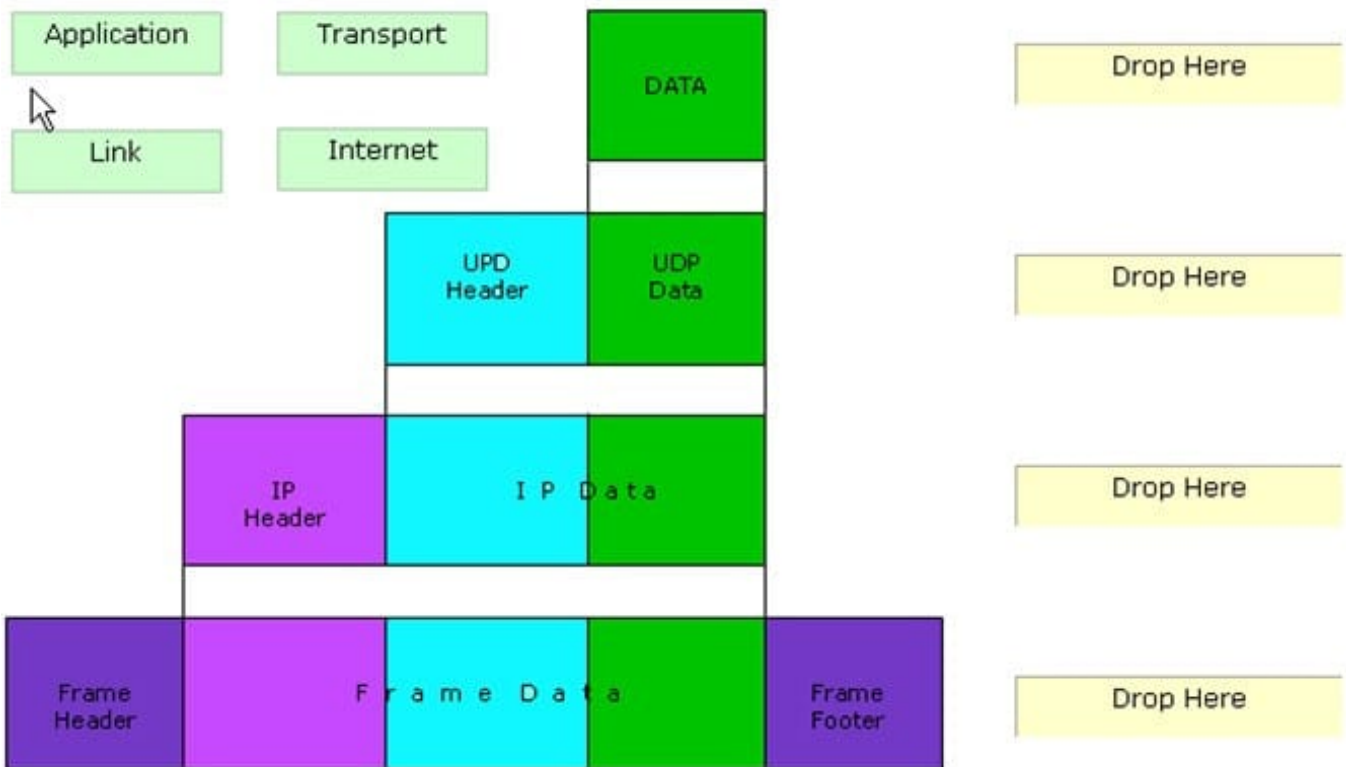 Application
Transport
DATA
Drop Here
Link
Internet
UPD
Header
UDP
Data
Drop Here
IP
Header
I P Data
Drop Here
Frame
Header
Frame Data
Frame
Footer
Drop Here